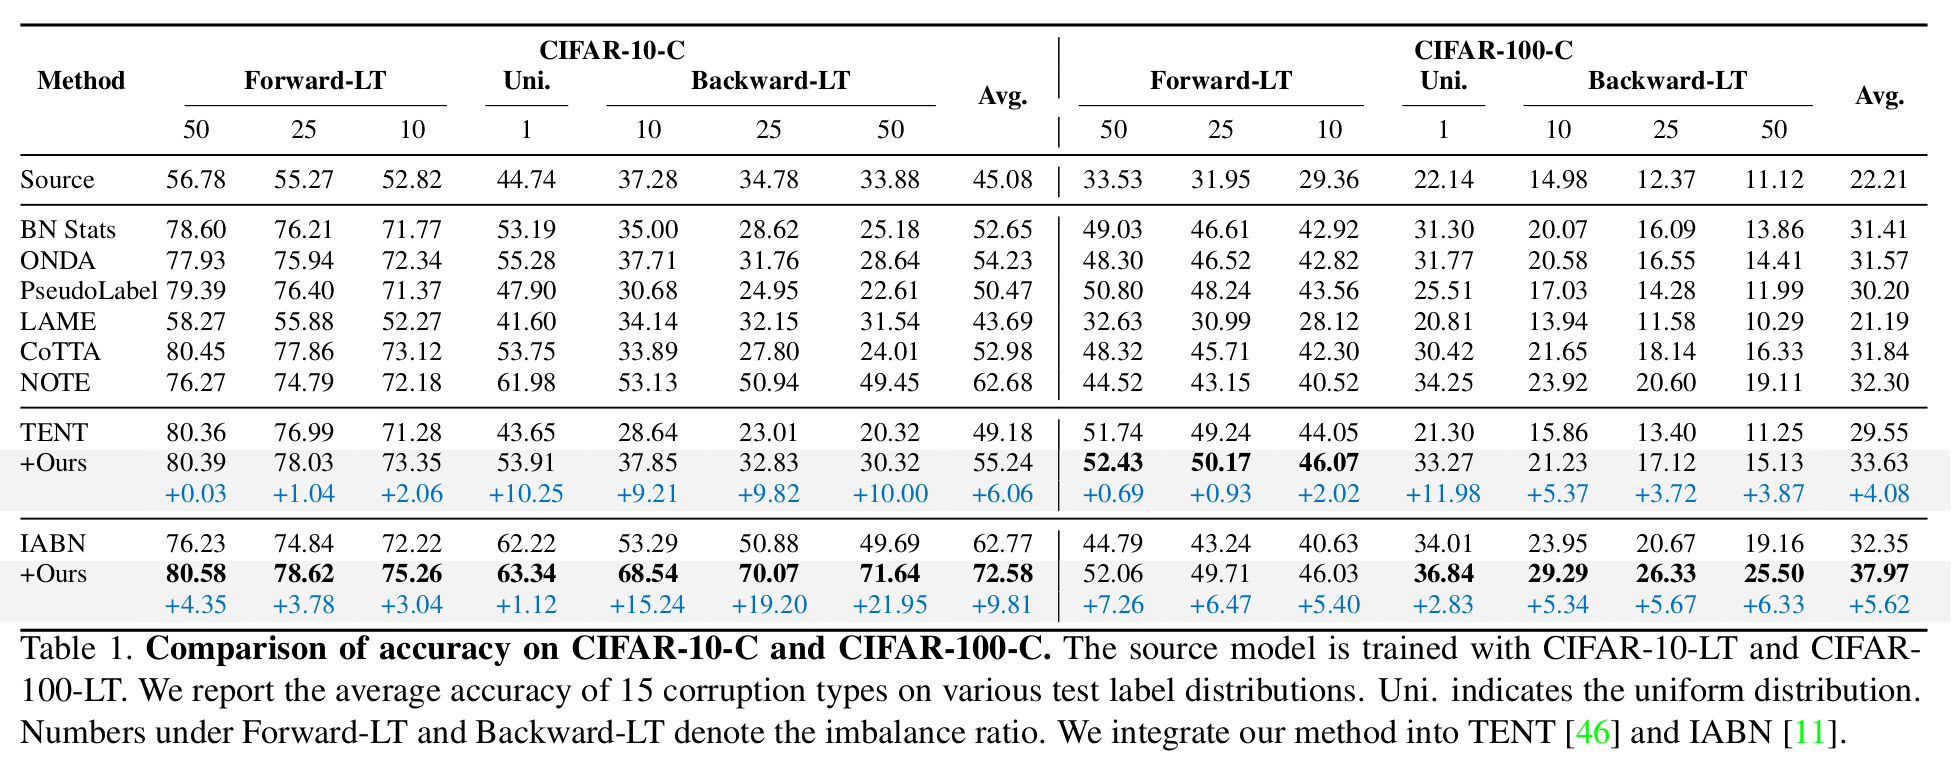 CIFAR-10-C CIFAR-100-C
Method Forward-LT Uni. Backward-LT Avg. Forward-LT Uni. Backward-LT Avg.
50 25 10 1 10 25 50 50 25 10 1 10 25 50
Source 56.78 55.27 52.82 44.74 37.28 34.78 33.88 45.08 33.53 31.95 29.36 22.14 14.98 12.37 11.12 22.21
BN Stats 78.60 76.21 71.77 53.19 35.00 28.62 25.18 52.65 49.03 46.61 42.92 31.30 20.07 16.09 13.86 31.41
ONDA 77.93 75.94 72.34 55.28 37.71 31.76 28.64 54.23 48.30 46.52 42.82 31.77 20.58 16.55 14.41 31.57
PseudoLabel 79.39 76.40 71.37 47.90 30.68 24.95 22.61 50.47 50.80 48.24 43.56 25.51 17.03 14.28 11.99 30.20
LAME 58.27 55.88 52.27 41.60 34.14 32.15 31.54 43.69 32.63 30.99 28.12 20.81 13.94 11.58 10.29 21.19
CoTTA 80.45 77.86 73.12 53.75 33.89 27.80 24.01 52.98 48.32 45.71 42.30 30.42 21.65 18.14 16.33 31.84
NOTE 76.27 74.79 72.18 61.98 53.13 50.94 49.45 62.68 44.52 43.15 40.52 34.25 23.92 20.60 19.11 32.30
TENT 80.36 76.99 71.28 43.65 28.64 23.01 20.32 49.18 51.74 49.24 44.05 21.30 15.86 13.40 11.25 29.55
+Ours 80.39 78.03 73.35 53.91 37.85 32.83 30.32 55.24 52.43 50.17 46.07 33.27 21.23 17.12 15.13 33.63
+0.03 +1.04 +2.06 +10.25 +9.21 +9.82 +10.00 +6.06 +0.69 +0.93 +2.02 +11.98 +5.37 +3.72 +3.87 +4.08
IABN 76.23 74.84 72.22 62.22 53.29 50.88 49.69 62.77 44.79 43.24 40.63 34.01 23.95 20.67 19.16 32.35
+Ours 80.58 78.62 75.26 63.34 68.54 70.07 71.64 72.58 52.06 49.71 46.03 36.84 29.29 26.33 25.50 37.97
+4.35 +3.78 +3.04 +1.12 +15.24 +19.20 +21.95 +9.81 +7.26 +6.47 +5.40 +2.83 +5.34 +5.67 +6.33 +5.62
Table 1. Comparison of accuracy on CIFAR-10-C and CIFAR-100-C. The source model is trained with CIFAR-10-LT and CIFAR-
100-LT. We report the average accuracy of 15 corruption types on various test label distributions. Uni. indicates the uniform distribution.
Numbers under Forward-LT and Backward-LT denote the imbalance ratio. We integrate our method into TENT [46] and IABN [11].